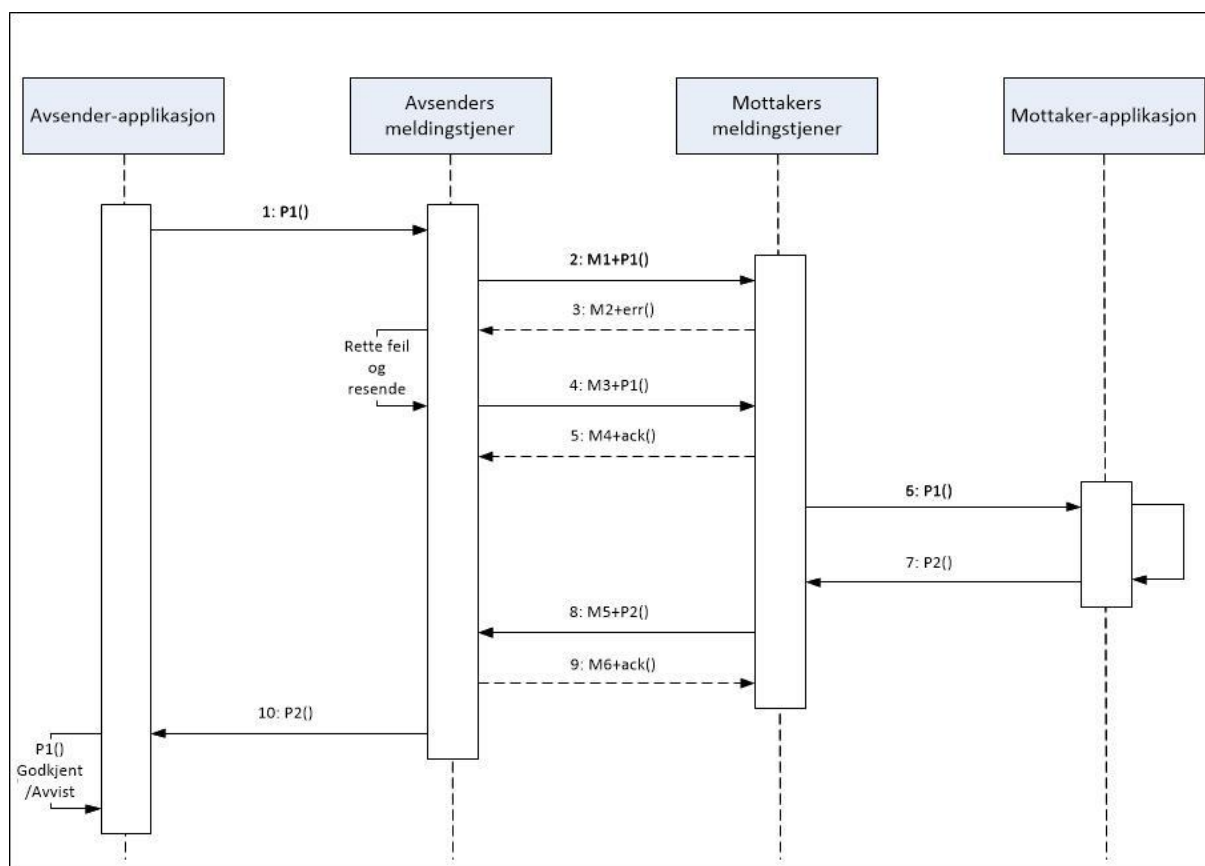 Avsender-applikasjon
Avsenders
meldingstjener
Mottakers
meldingstjener
Mottaker-applikasjon
1: P1()
2: M1+P1()
3: M2+err()
Rette feil
og
resende
4: M3+P1()
5: M4+ack()
6: P1()
7: P2()
8: M5+P2()
9: M6+ack()
10: P2()
P1()
Godkjent
/Avvist